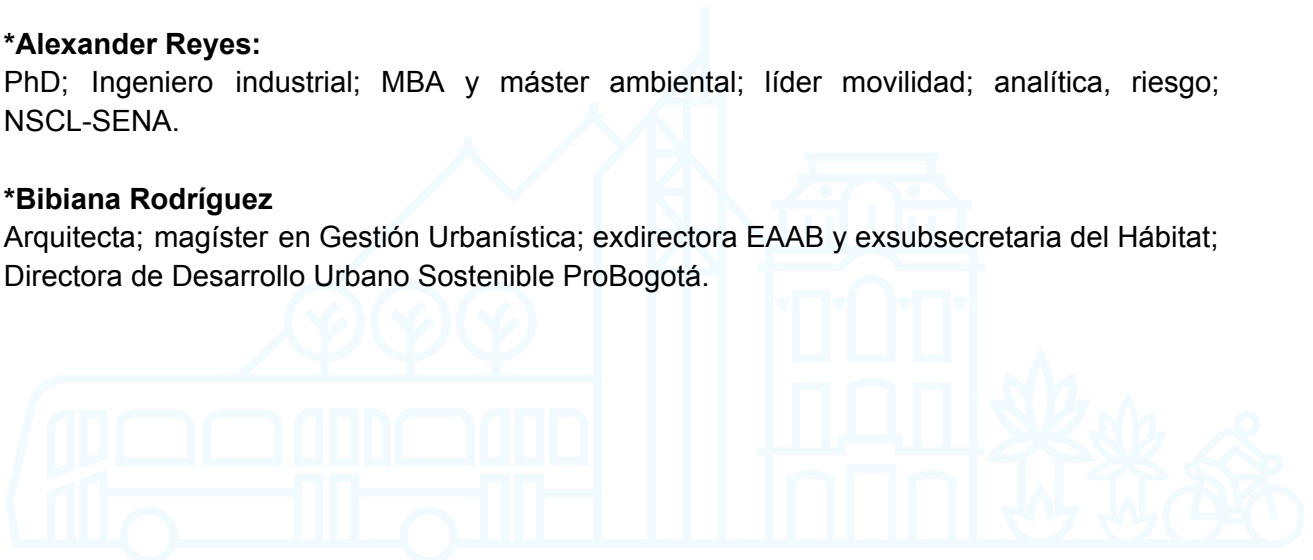 *Alexander Reyes:
PhD; Ingeniero industrial; MBA y máster ambiental; líder movilidad; analítica, riesgo;
NSCL-SENA.
*Bibiana Rodríguez
Arquitecta; magíster en Gestión Urbanística; exdirectora EAAB y exsubsecretaria del Hábitat;
Directora de Desarrollo Urbano Sostenible ProBogotá.